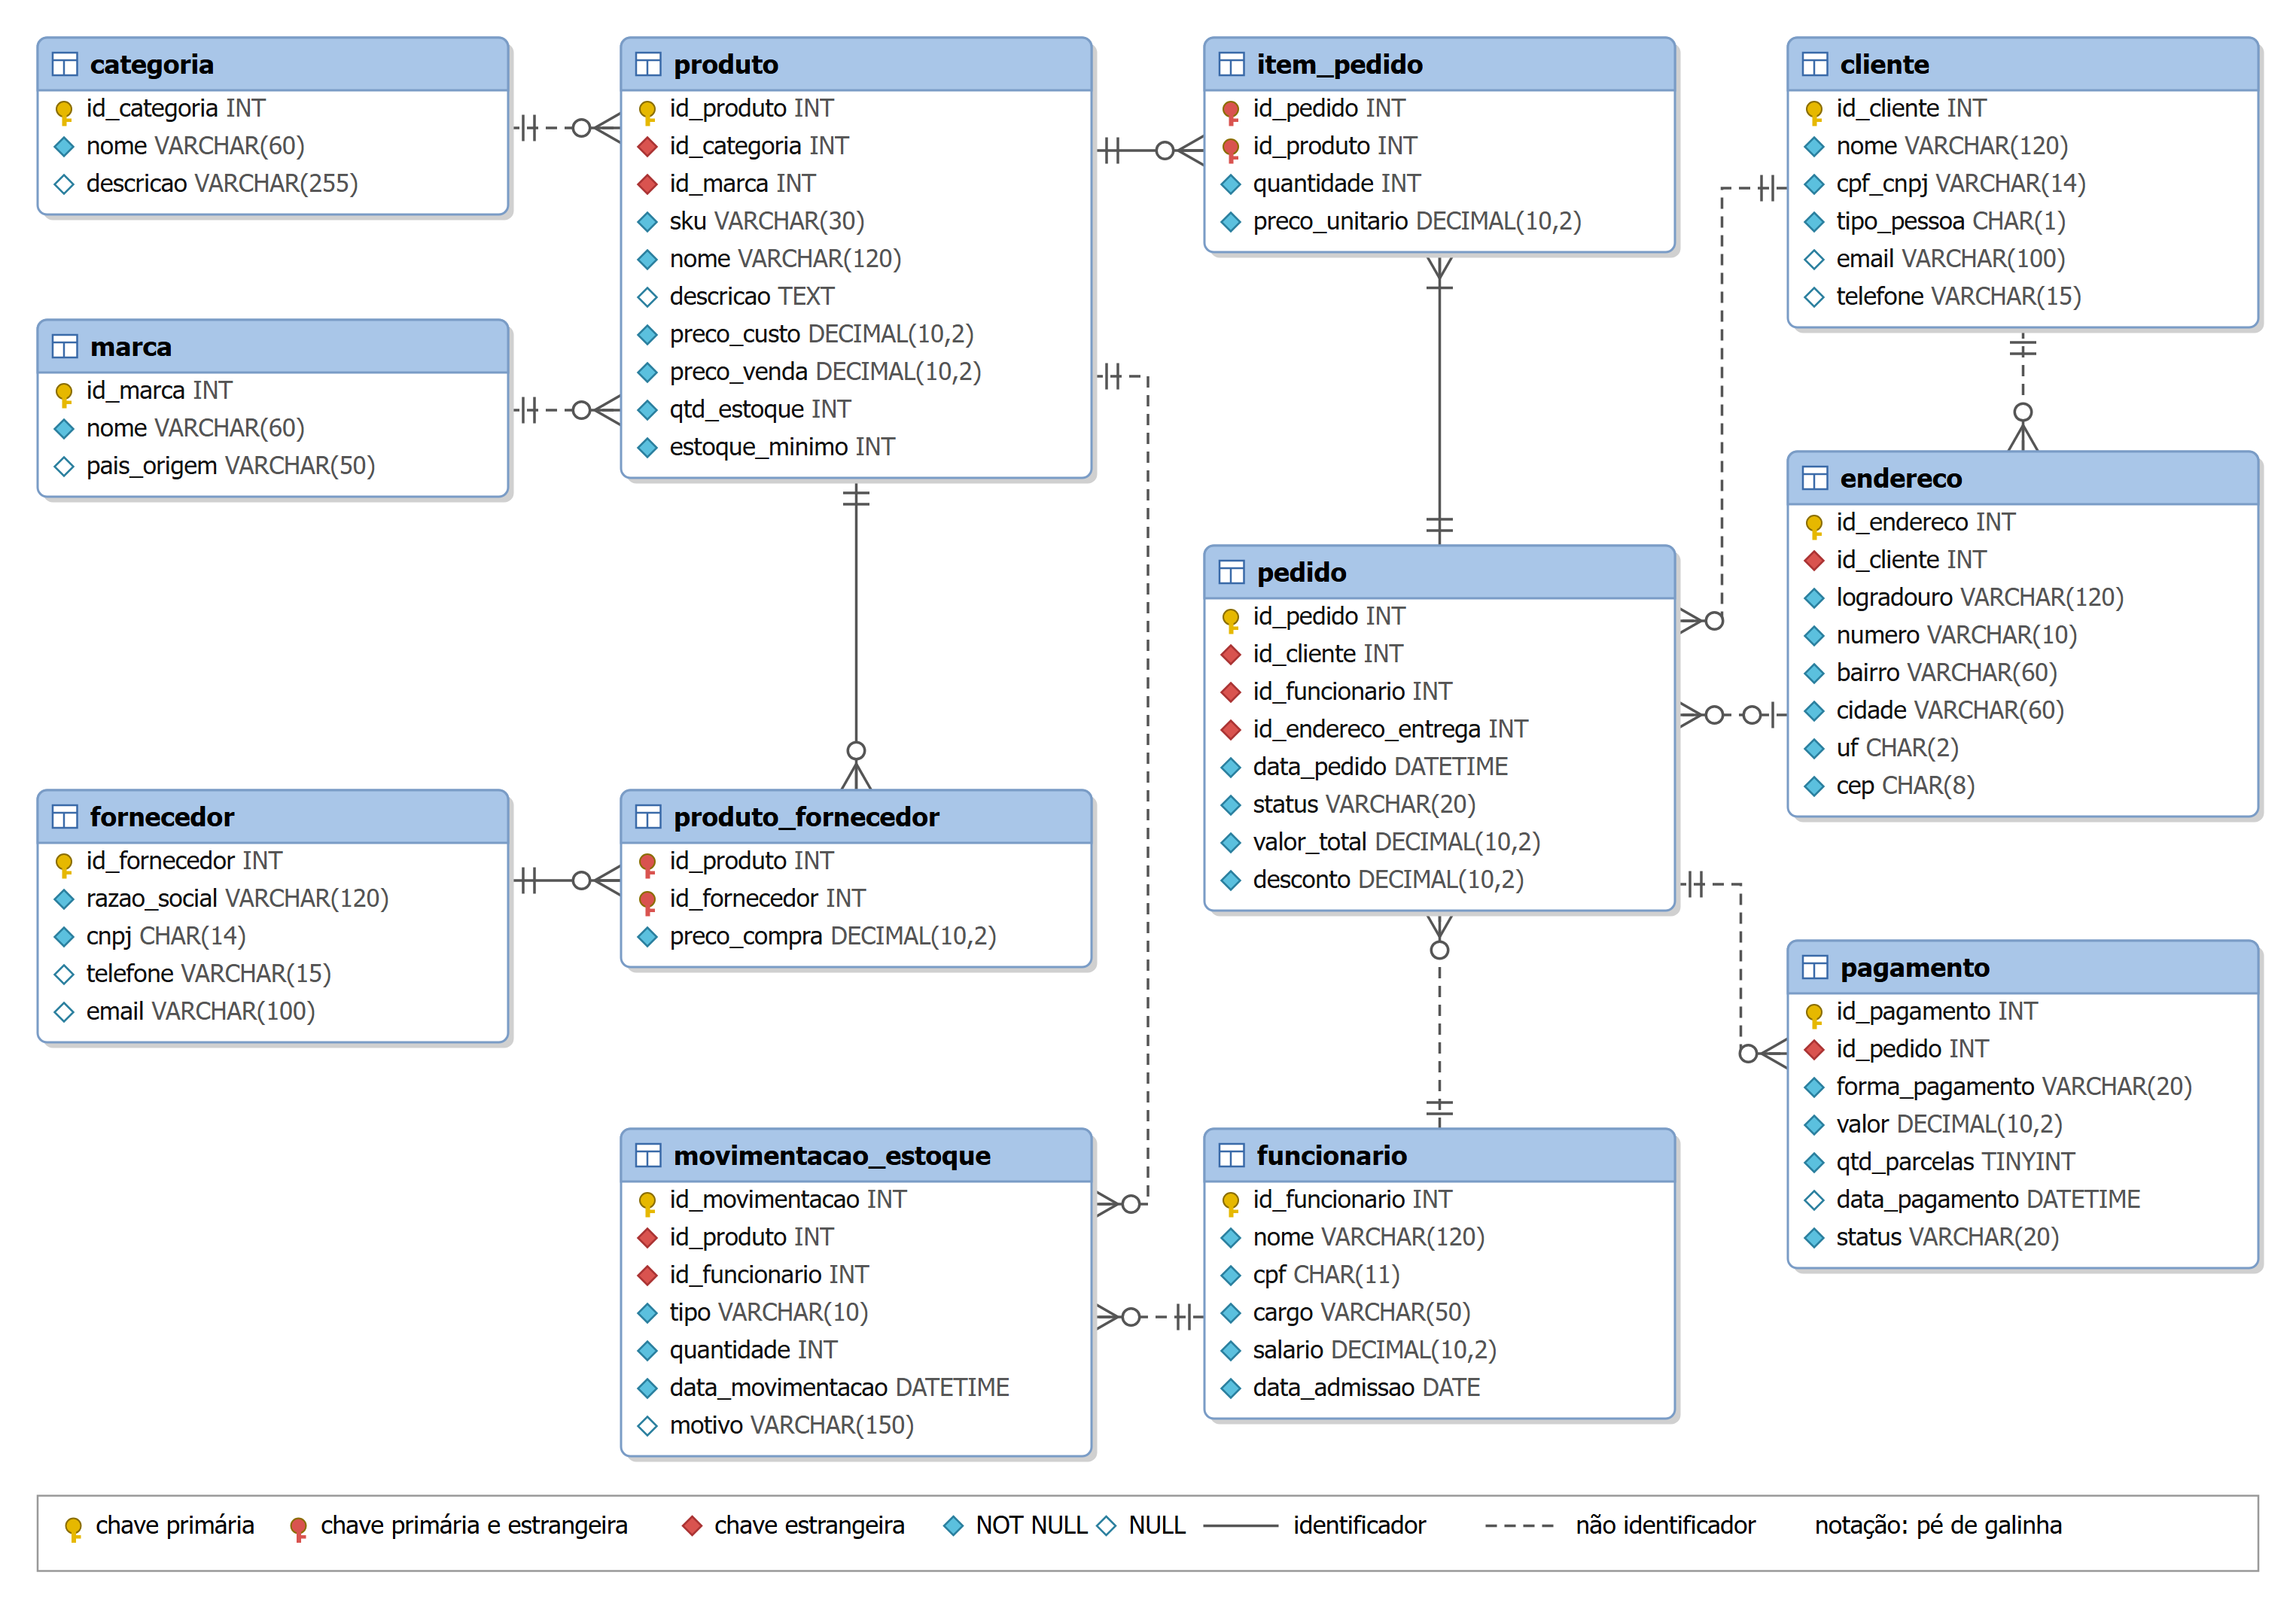 categoria
id_categoria INT
nome VARCHAR(60)
descricao VARCHAR(255)
marca
id_marca INT
nome VARCHAR(60)
pais_origem VARCHAR(50)
fornecedor
id_fornecedor INT
razao_social VARCHAR(120)
cnpj CHAR(14)
telefone VARCHAR(15)
email VARCHAR(100)
produto
id_produto INT
id_categoria INT
id_marca INT
sku VARCHAR(30)
nome VARCHAR(120)
descricao TEXT
preco_custo DECIMAL(10,2)
preco_venda DECIMAL(10,2)
qtd_estoque INT
estoque_minimo INT
produto_fornecedor
id_produto INT
id_fornecedor INT
preco_compra DECIMAL(10,2)
movimentacao_estoque
id_movimentacao INT
id_produto INT
id_funcionario INT
tipo VARCHAR(10)
quantidade INT
data_movimentacao DATETIME
motivo VARCHAR(150)
item_pedido
id_pedido INT
id_produto INT
quantidade INT
preco_unitario DECIMAL(10,2)
pedido
id_pedido INT
id_cliente INT
id_funcionario INT
id_endereco_entrega INT
data_pedido DATETIME
status VARCHAR(20)
valor_total DECIMAL(10,2)
desconto DECIMAL(10,2)
funcionario
id_funcionario INT
nome VARCHAR(120)
cpf CHAR(11)
cargo VARCHAR(50)
salario DECIMAL(10,2)
data_admissao DATE
cliente
id_cliente INT
nome VARCHAR(120)
cpf_cnpj VARCHAR(14)
tipo_pessoa CHAR(1)
email VARCHAR(100)
telefone VARCHAR(15)
endereco
id_endereco INT
id_cliente INT
logradouro VARCHAR(120)
numero VARCHAR(10)
bairro VARCHAR(60)
cidade VARCHAR(60)
uf CHAR(2)
cep CHAR(8)
pagamento
id_pagamento INT
id_pedido INT
forma_pagamento VARCHAR(20)
valor DECIMAL(10,2)
qtd_parcelas TINYINT
data_pagamento DATETIME
status VARCHAR(20)
chave primária chave primária e estrangeira chave estrangeira NOT NULL NULL identificador não identificador notação: pé de galinha